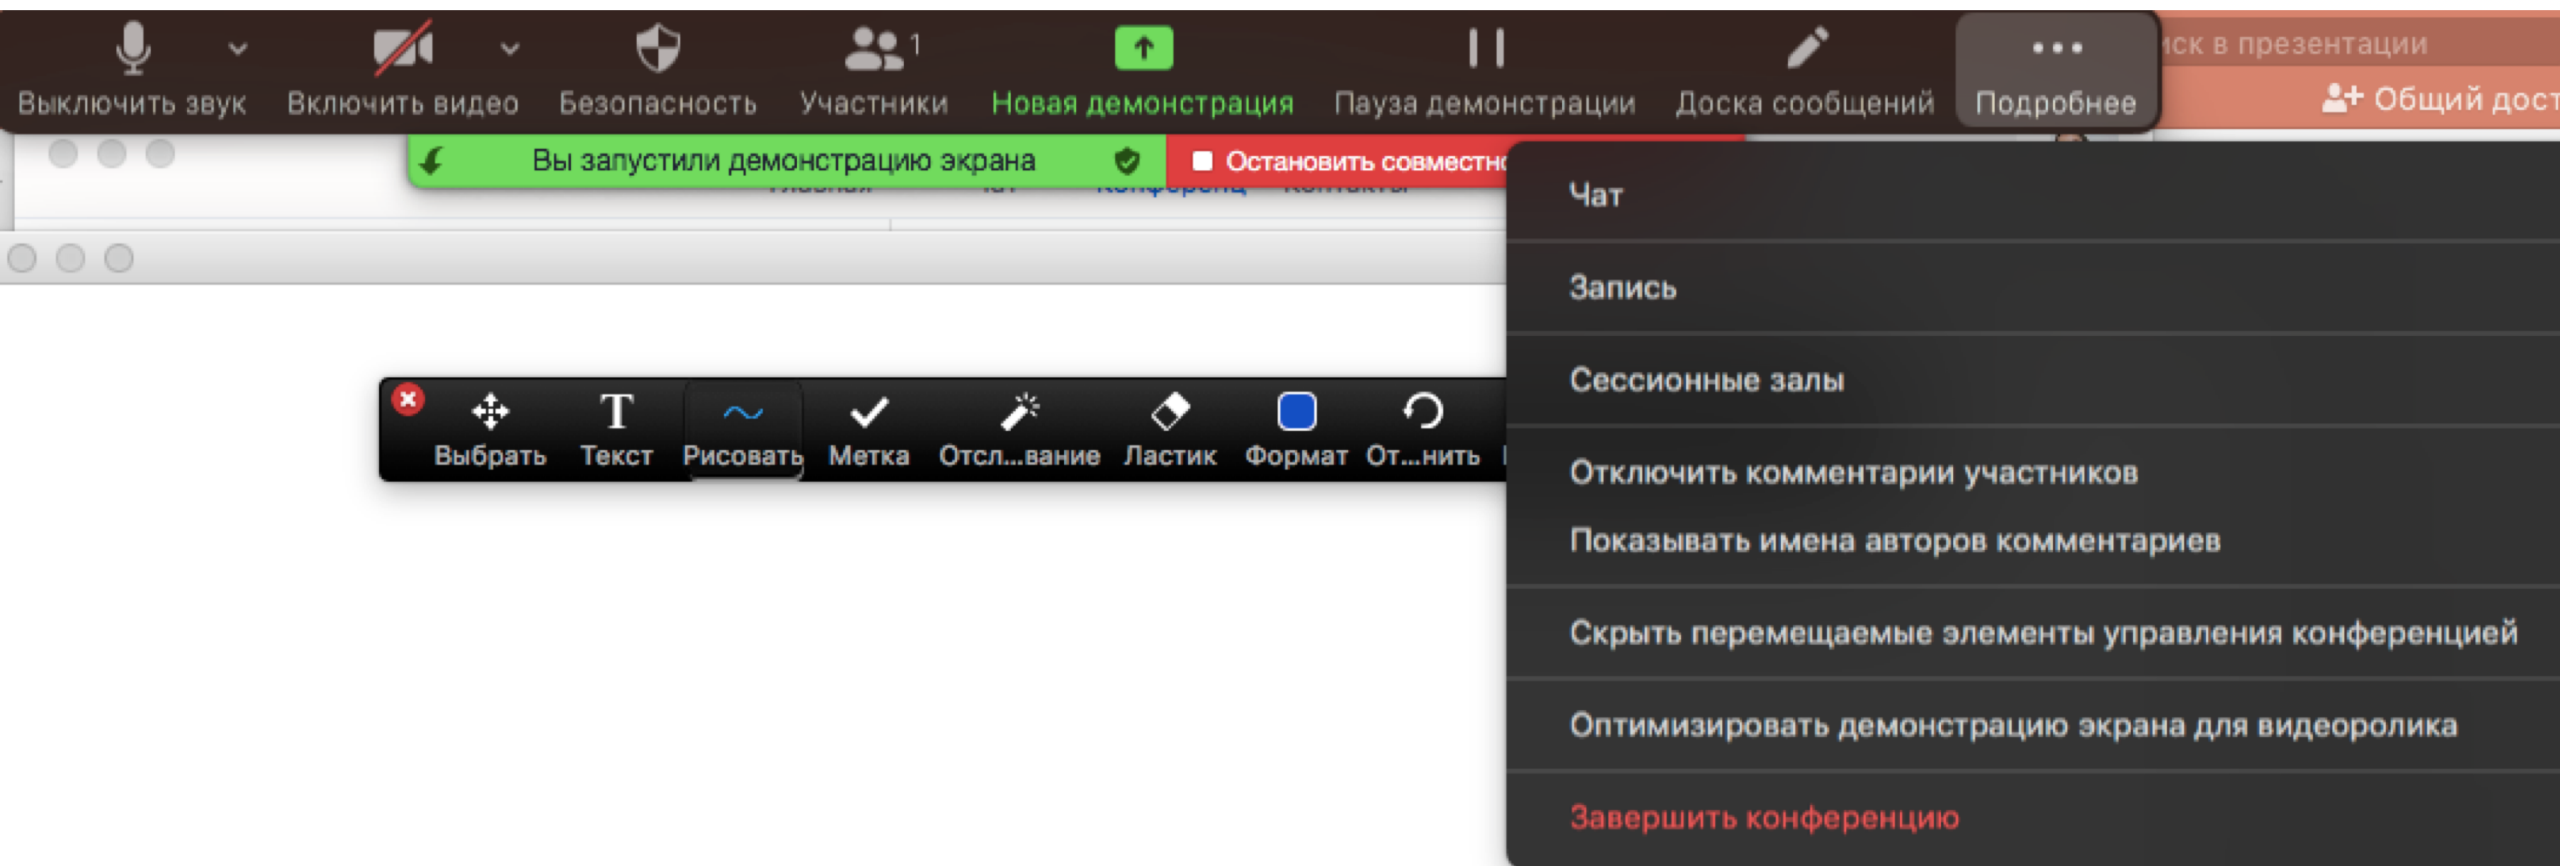 1
Выключить звук
Включить видео
Безопасность
Участники
Новая демонстрация
Пауза демонстрации
Доска сообщений
Подробнее
в презентации
Общий
Вы запустили демонстрацию экрана
Остановить
Чат
Запись
Сессионные залы
Отключить комментарии участников
Показывать имена авторов комментариев
Скрыть перемещаемые элементы управления конференцией
Оптимизировать демонстрацию экрана для видеоролика
Завершить конференцию
Выбрать
T
Текст
Рисовать
Метка
Отсл...вание
Ластик
Формат
От...нить